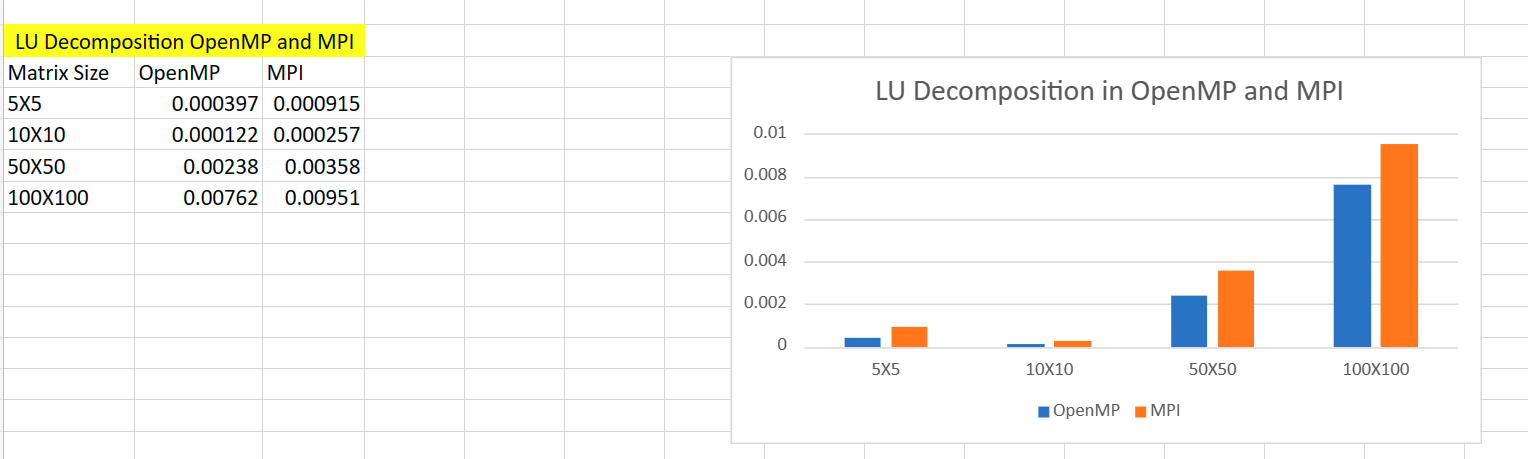 LU Decomposition OpenMP and MPI
Matrix Size OpenMP MPI
5X5 0.000397 0.000915
10X10 0.000122 0.000257
50X50 0.00238 0.00358
100X100 0.00762 0.00951
LU Decomposition in OpenMP and MPI
0.01
0.008
0.006
0.004
0.002
0
5X5 10X10 50X50 100X100
OpenMP MPI